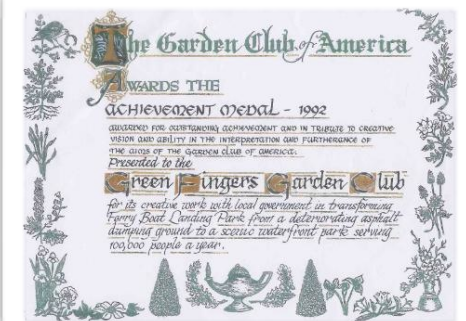 The Garden Club of America
AWARDS THE
ACHIEVEMENT MEDAL - 1992
AWARDED FOR OUTSTANDING ACHIEVEMENT AND IN TRIBUTE TO CREATIVE
VISION AND ABILITY IN THE INTERPRETATION AND FURTHERANCE OF
THE AIMS OF THE GARDEN CLUB OF AMERICA.
Presented to the
Green Fingers Garden Club
for its creative work with local government in transforming
Ferry Boat Landing Park from a deteriorating asphalt
dumping ground to a scenic waterfront park serving
100,000 people a year.